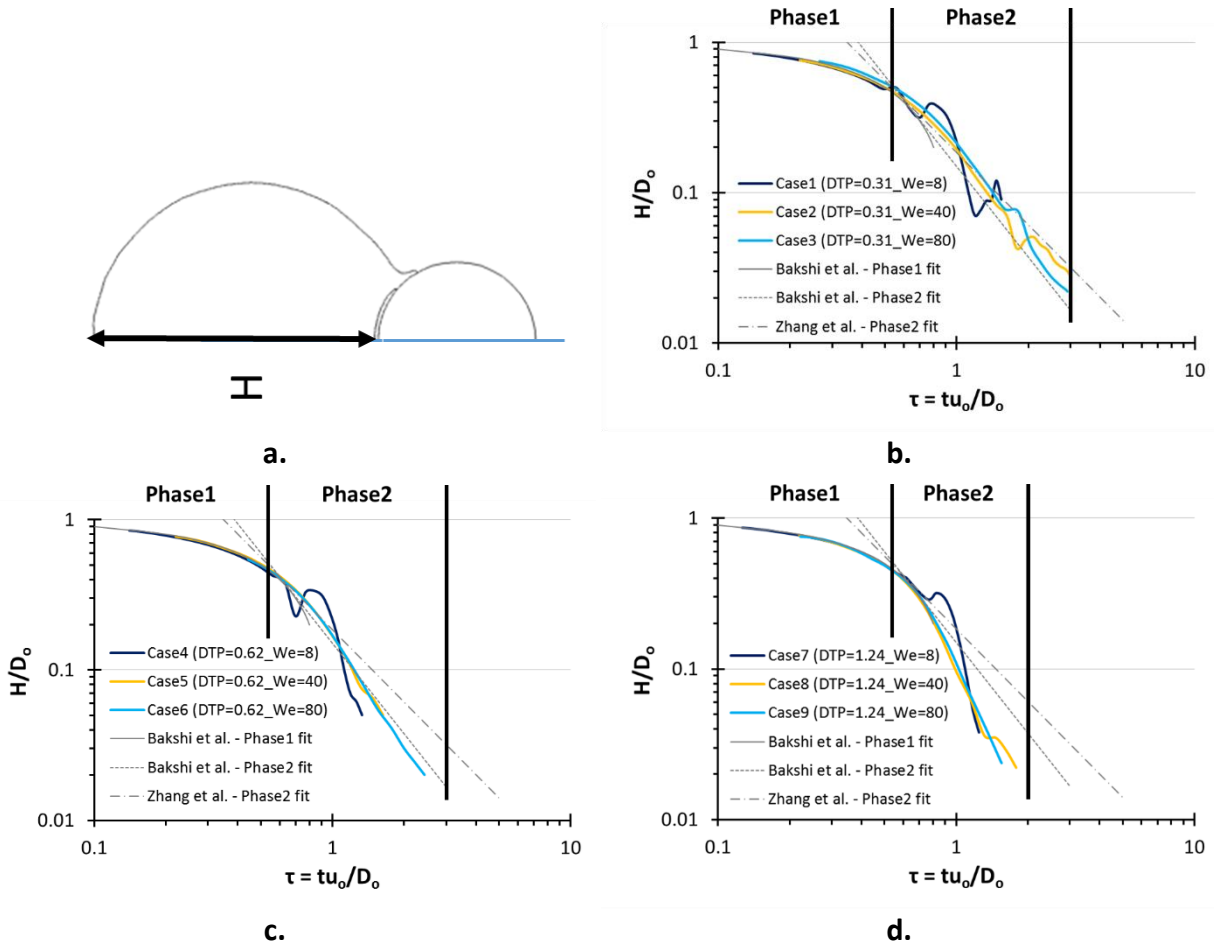 H
a.
Phase1 Phase2
1
0.1
0.01
H/Dₒ
Case1 (DTP=0.31_We=8)
Case2 (DTP=0.31_We=40)
Case3 (DTP=0.31_We=80)
Bakshi et al. - Phase1 fit
Bakshi et al. - Phase2 fit
Zhang et al. - Phase2 fit
0.1 1 10
τ = tuₒ/Dₒ
b.
Phase1 Phase2
1
0.1
0.01
H/Dₒ
Case4 (DTP=0.62_We=8)
Case5 (DTP=0.62_We=40)
Case6 (DTP=0.62_We=80)
Bakshi et al. - Phase1 fit
Bakshi et al. - Phase2 fit
Zhang et al. - Phase2 fit
0.1 1 10
τ = tuₒ/Dₒ
c.
Phase1 Phase2
1
0.1
0.01
H/Dₒ
Case7 (DTP=1.24_We=8)
Case8 (DTP=1.24_We=40)
Case9 (DTP=1.24_We=80)
Bakshi et al. - Phase1 fit
Bakshi et al. - Phase2 fit
Zhang et al. - Phase2 fit
0.1 1 10
τ = tuₒ/Dₒ
d.